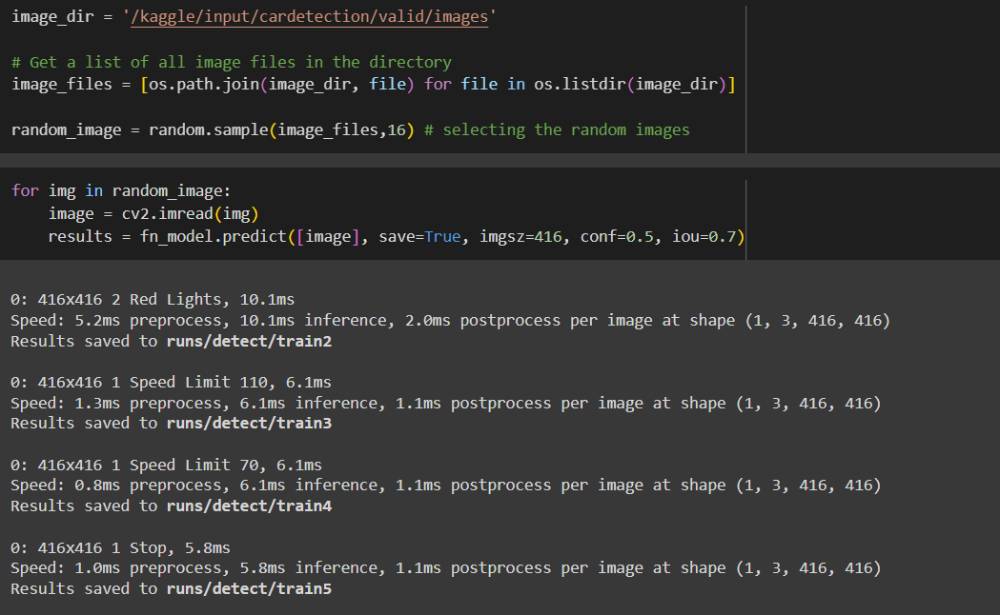 image_dir = '/kaggle/input/cardetection/valid/images'
# Get a list of all image files in the directory
image_files = [os.path.join(image_dir, file) for file in os.listdir(image_dir)]
random_image = random.sample(image_files,16) # selecting the random images
for img in random_image:
    image = cv2.imread(img)
    results = fn_model.predict([image], save=True, imgsz=416, conf=0.5, iou=0.7)
0: 416x416 2 Red Lights, 10.1ms
Speed: 5.2ms preprocess, 10.1ms inference, 2.0ms postprocess per image at shape (1, 3, 416, 416)
Results saved to runs/detect/train2
0: 416x416 1 Speed Limit 110, 6.1ms
Speed: 1.3ms preprocess, 6.1ms inference, 1.1ms postprocess per image at shape (1, 3, 416, 416)
Results saved to runs/detect/train3
0: 416x416 1 Speed Limit 70, 6.1ms
Speed: 0.8ms preprocess, 6.1ms inference, 1.1ms postprocess per image at shape (1, 3, 416, 416)
Results saved to runs/detect/train4
0: 416x416 1 Stop, 5.8ms
Speed: 1.0ms preprocess, 5.8ms inference, 1.1ms postprocess per image at shape (1, 3, 416, 416)
Results saved to runs/detect/train5